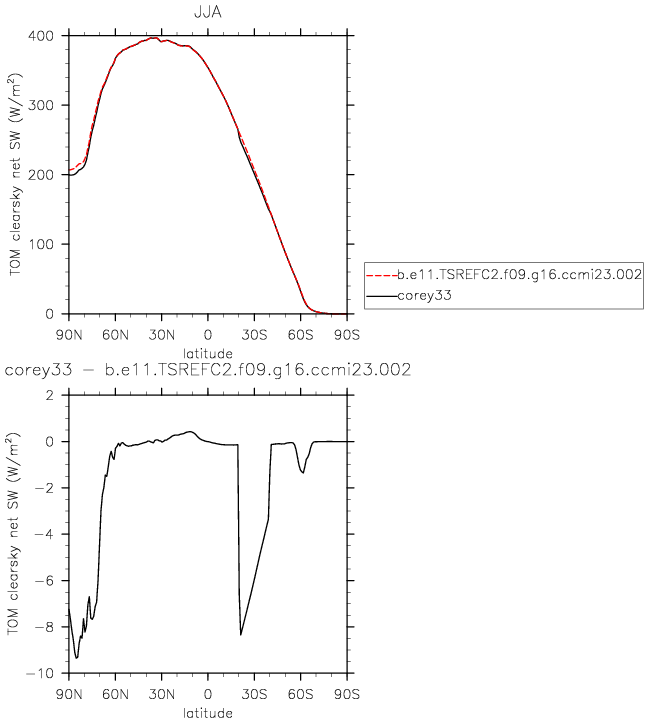 JJA
400
300
200
100
0
TOM clearsky net SW (W/m²)
90N 60N 30N 0 30S 60S 90S
latitude
b.e11.TSREFC2.f09.g16.ccmi23.002
corey33
corey33 − b.e11.TSREFC2.f09.g16.ccmi23.002
2
0
−2
−4
−6
−8
−10
TOM clearsky net SW (W/m²)
90N 60N 30N 0 30S 60S 90S
latitude